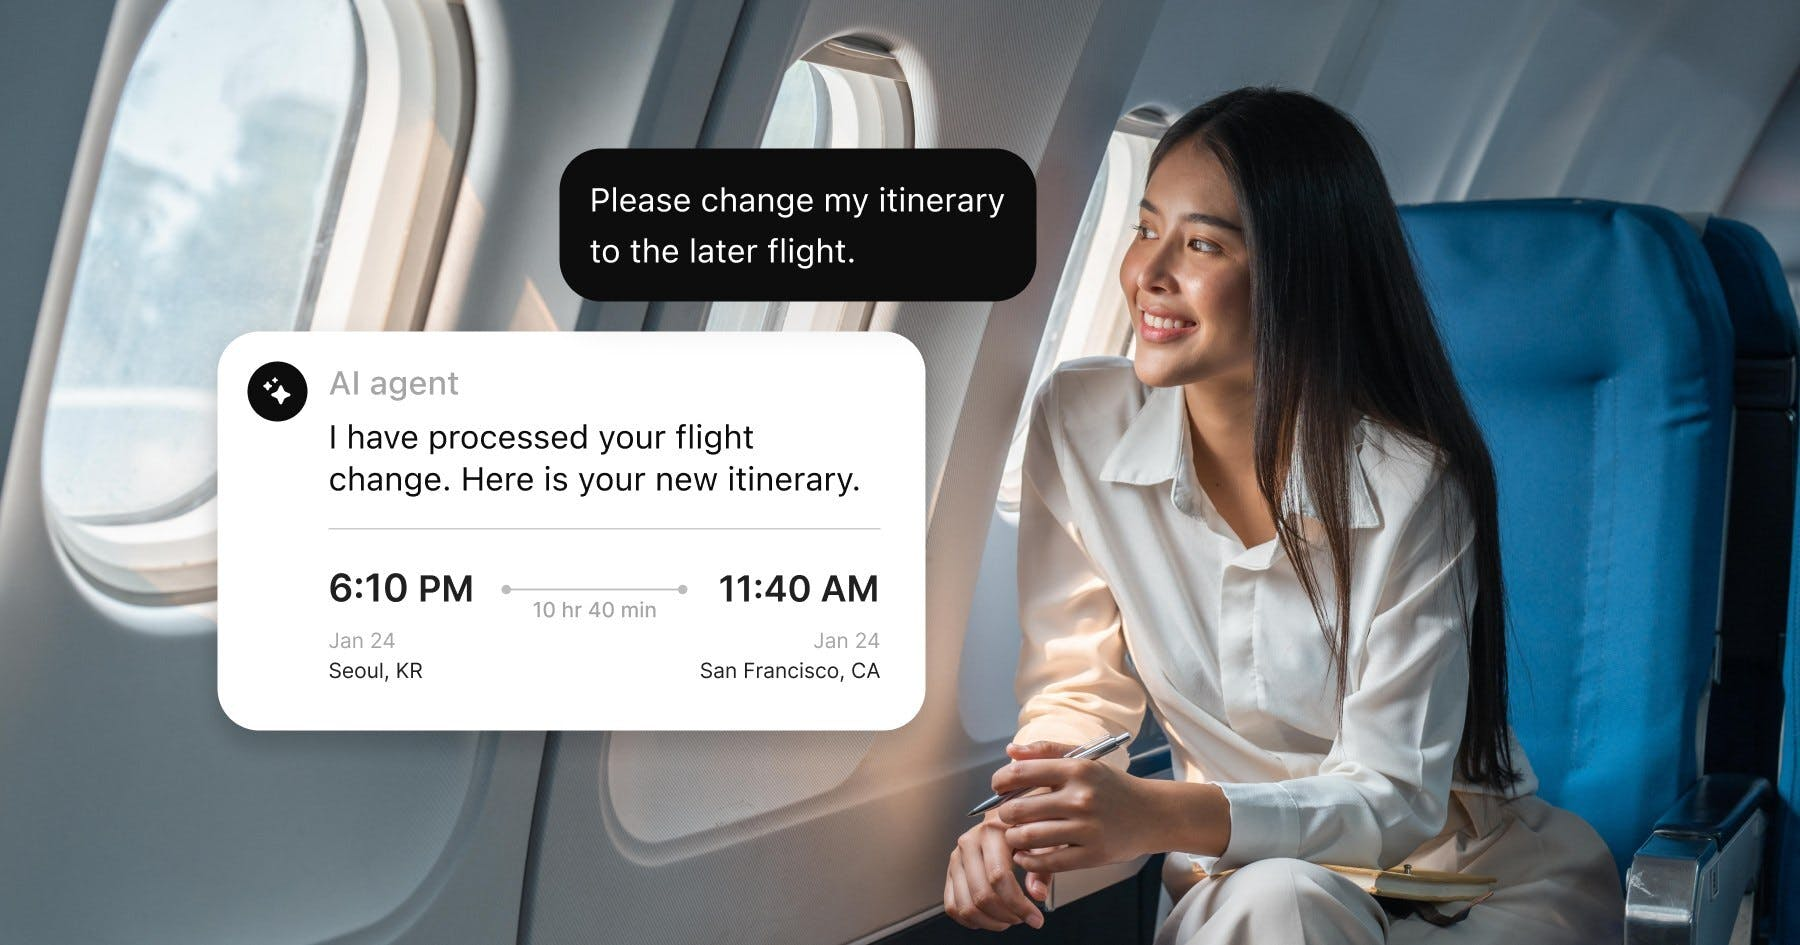 Please change my itinerary
to the later flight.
AI agent
I have processed your flight
change. Here is your new itinerary.
6:10 PM
10 hr 40 min
11:40 AM
Jan 24
Jan 24
Seoul, KR
San Francisco, CA